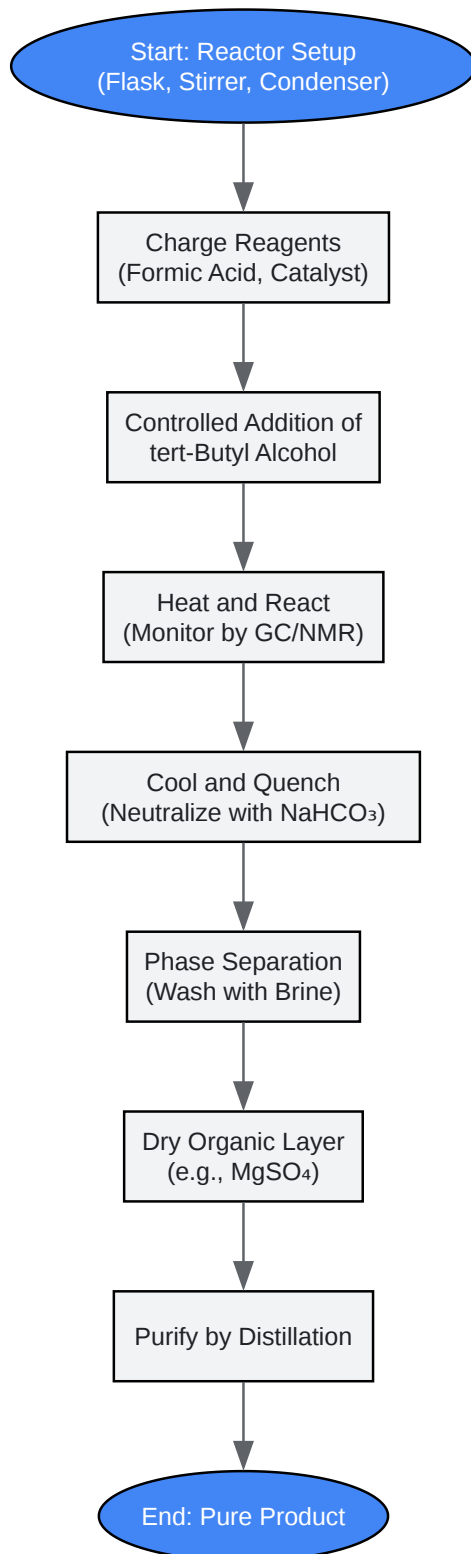 Start: Reactor Setup
(Flask, Stirrer, Condenser)
Charge Reagents
(Formic Acid, Catalyst)
Controlled Addition of
tert-Butyl Alcohol
Heat and React
(Monitor by GC/NMR)
Cool and Quench
(Neutralize with NaHCO₃)
Phase Separation
(Wash with Brine)
Dry Organic Layer
(e.g., MgSO₄)
Purify by Distillation
End: Pure Product